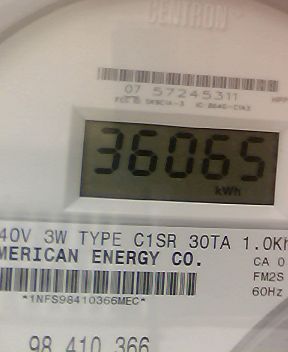 CENTRON
07 57245311
36065
kWh
40V 3W TYPE C1SR 30TA 1.0Kh
MERICAN ENERGY CO.
CA 0
FM2S
60Hz
*1NFS98410366MEC*
98 410 366